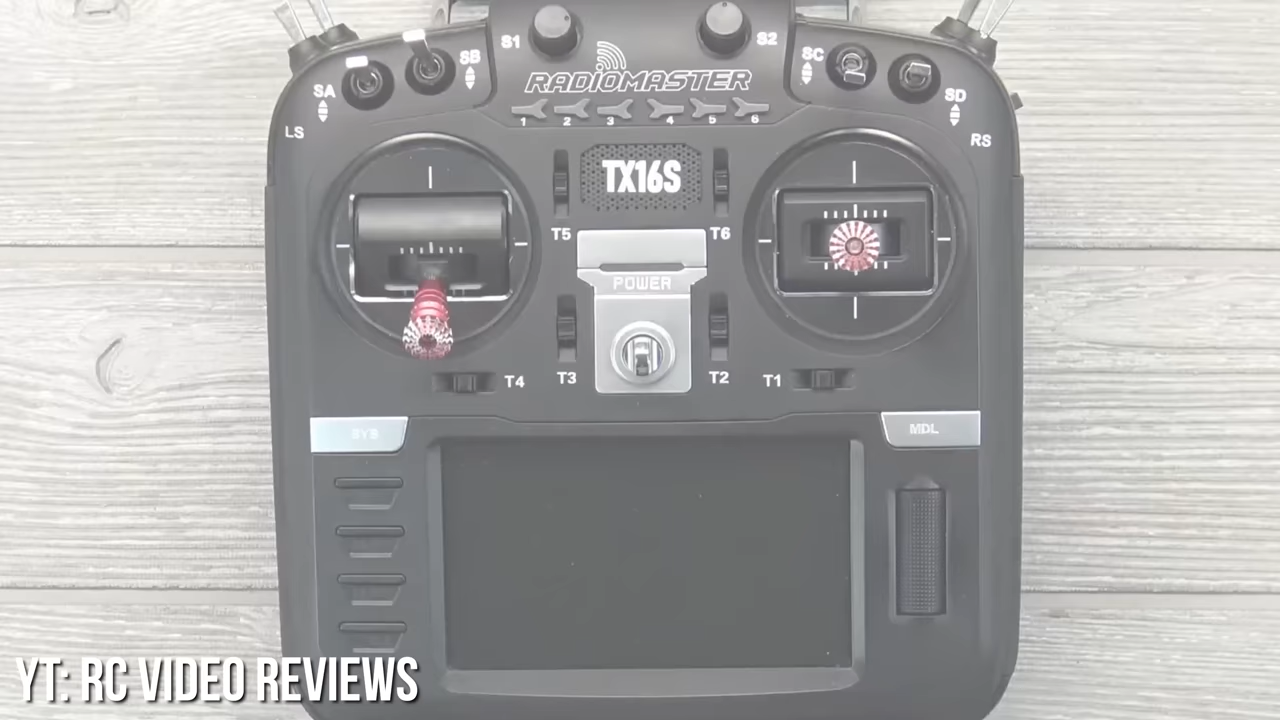 S1
S2
SB
SC
RADIOMASTER
SA
SD
1 2 3 4 5 6
LS
RS
TX16S
T5
T6
POWER
T4
T3
T2
T1
SYS
MDL
YT: RC VIDEO REVIEWS